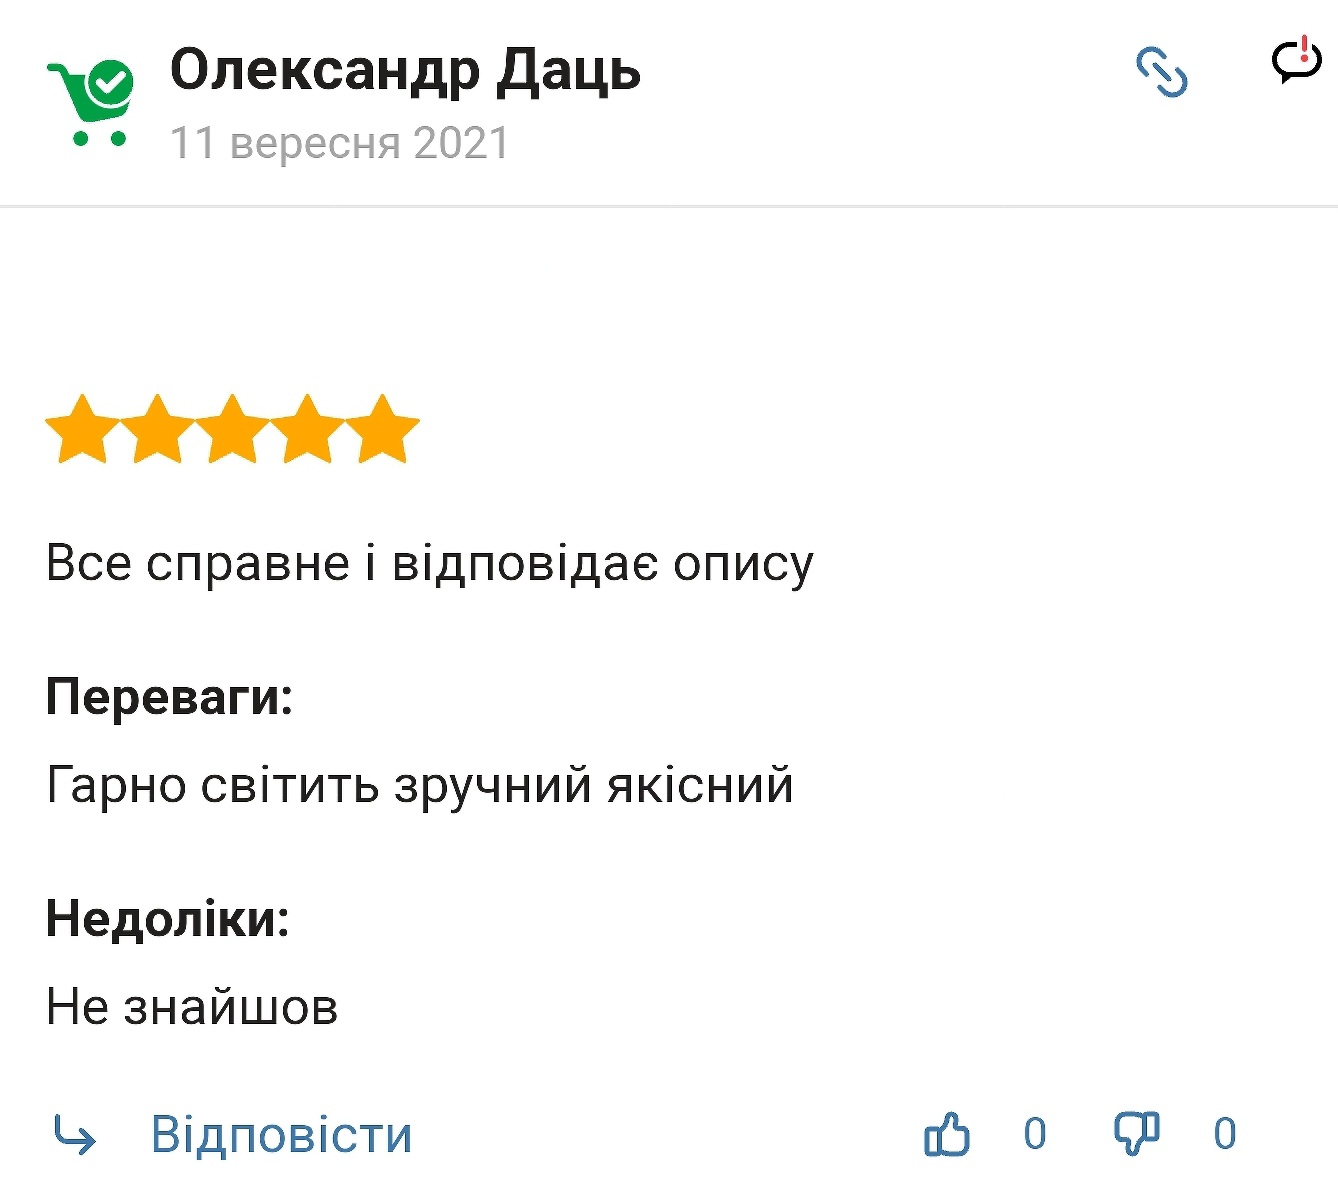 Олександр Даць
11 вересня 2021
Все справне і відповідає опису
Переваги:
Гарно світить зручний якісний
Недоліки:
Не знайшов
Відповісти 0 0